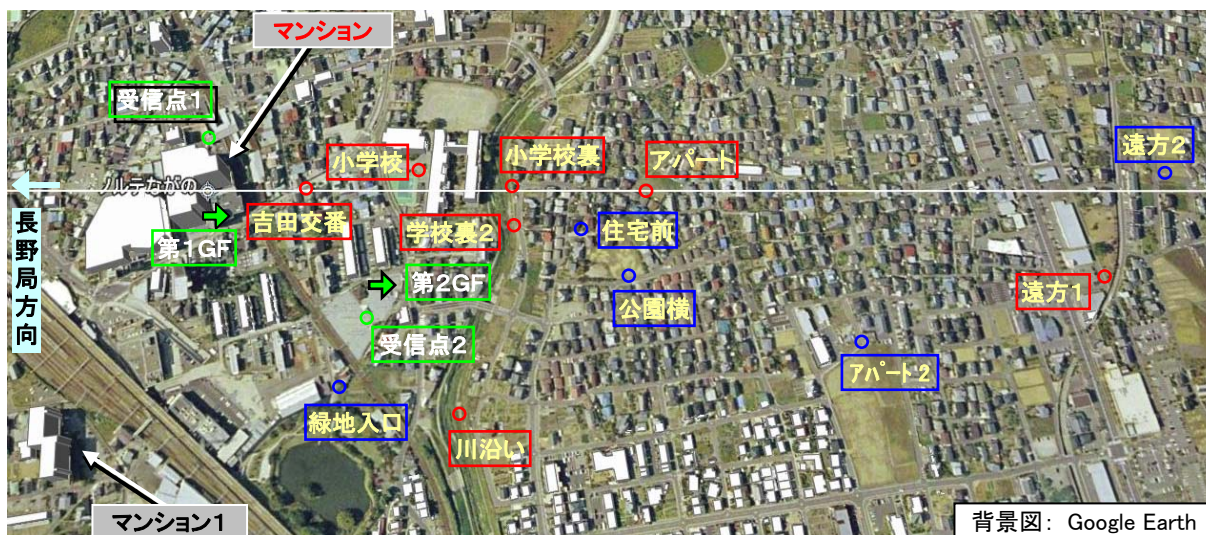 マンション
受信点1
小学校
小学校裏
アパート
遠方2
ノルテながの
長野局方向
吉田交番
学校裏2
住宅前
第1GF
第2GF
公園横
遠方1
受信点2
アパート2
緑地入口
川沿い
マンション1
背景図: Google Earth